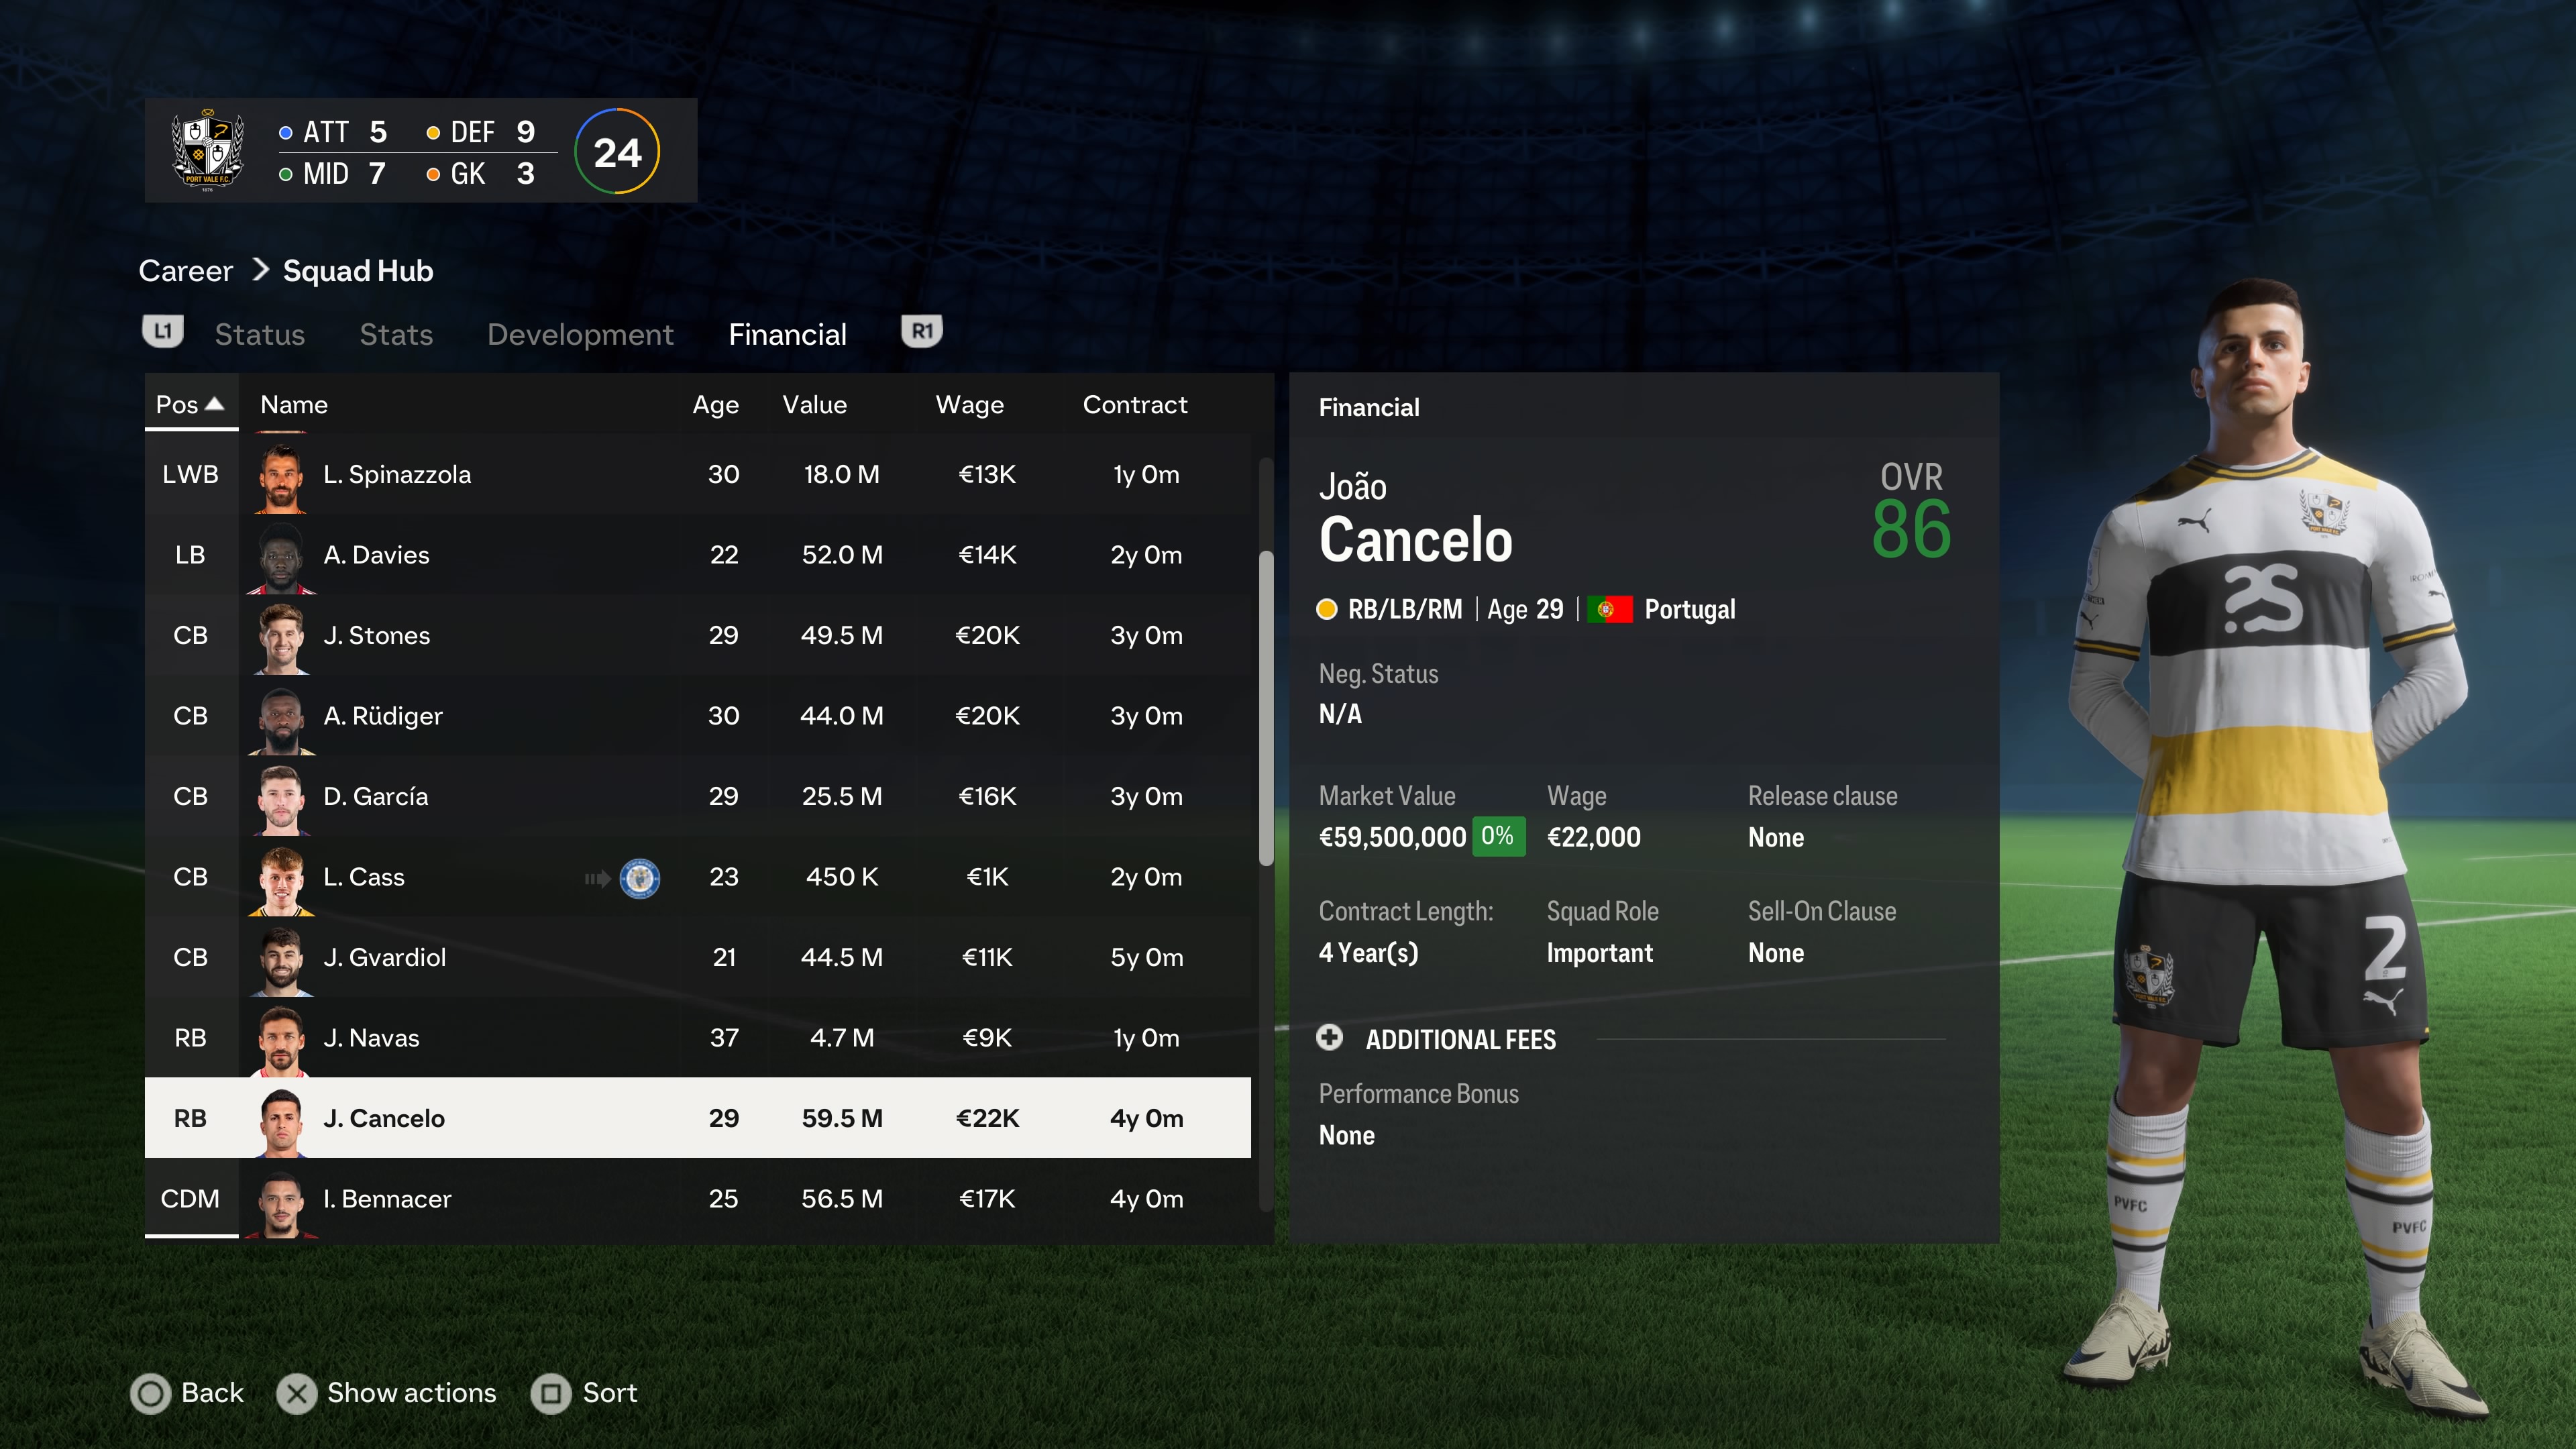 ATT 5 DEF 9
MID 7 GK 3
24
PORT VALE F.C.
Career > Squad Hub
L1 Status Stats Development Financial R1
Pos Name Age Value Wage Contract
LWB L. Spinazzola 30 18.0 M €13K 1y 0m
LB A. Davies 22 52.0 M €14K 2y 0m
CB J. Stones 29 49.5 M €20K 3y 0m
CB A. Rüdiger 30 44.0 M €20K 3y 0m
CB D. García 29 25.5 M €16K 3y 0m
CB L. Cass 23 450 K €1K 2y 0m
CB J. Gvardiol 21 44.5 M €11K 5y 0m
RB J. Navas 37 4.7 M €9K 1y 0m
RB J. Cancelo 29 59.5 M €22K 4y 0m
CDM I. Bennacer 25 56.5 M €17K 4y 0m
Financial
João
Cancelo
OVR
86
RB/LB/RM | Age 29 | Portugal
Neg. Status
N/A
Market Value Wage Release clause
€59,500,000 0% €22,000 None
Contract Length: Squad Role Sell-On Clause
4 Year(s) Important None
ADDITIONAL FEES
Performance Bonus
None
2
PVFC
PVFC
Back Show actions Sort